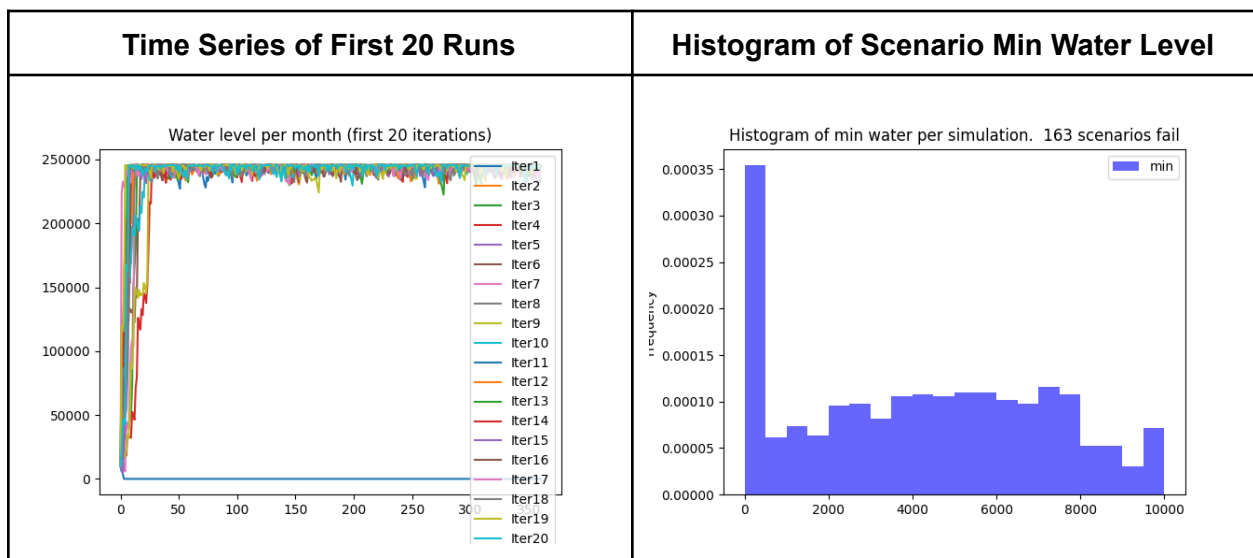 Time Series of First 20 Runs
Histogram of Scenario Min Water Level
Water level per month (first 20 iterations)
250000
200000
150000
100000
50000
0
0 50 100 150 200 250 300 350
Iter1
Iter2
Iter3
Iter4
Iter5
Iter6
Iter7
Iter8
Iter9
Iter10
Iter11
Iter12
Iter13
Iter14
Iter15
Iter16
Iter17
Iter18
Iter19
Iter20
Histogram of min water per simulation. 163 scenarios fail
min
frequency
0.00035
0.00030
0.00025
0.00020
0.00015
0.00010
0.00005
0.00000
0 2000 4000 6000 8000 10000